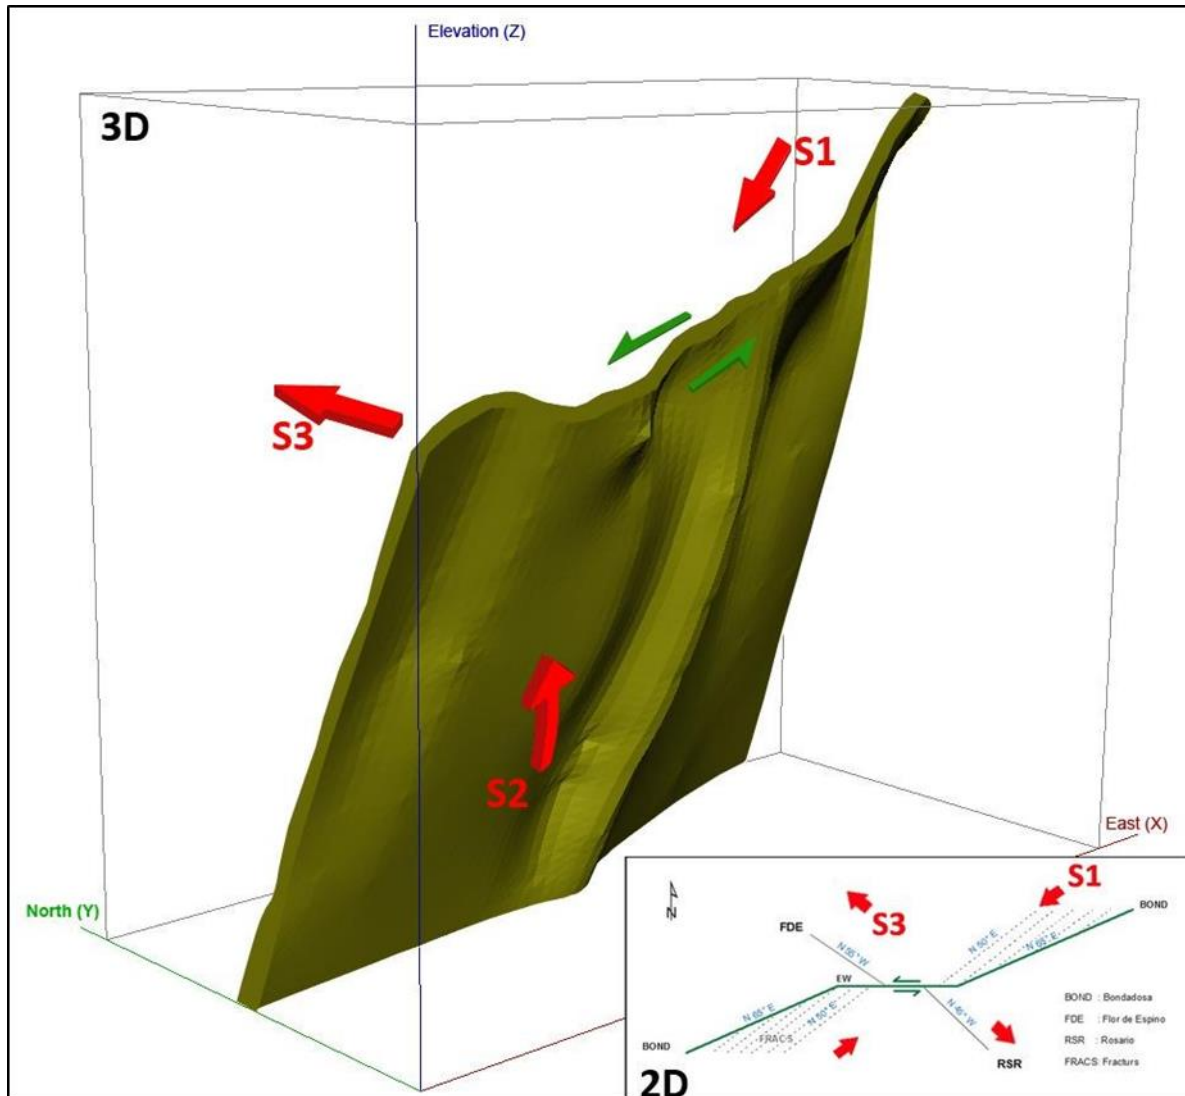 Elevation (Z)
3D
S1
S3
S2
East (X)
North (Y)
S1
N
S3
BOND
FDE
N 50° E
N 65° E
N 55° W
EW
N 65° E
N 50° E
N 45° W
BOND : Bondadosa
FDE : Flor de Espino
RSR : Rosario
FRACS: Fracturs
FRACS
BOND
RSR
2D